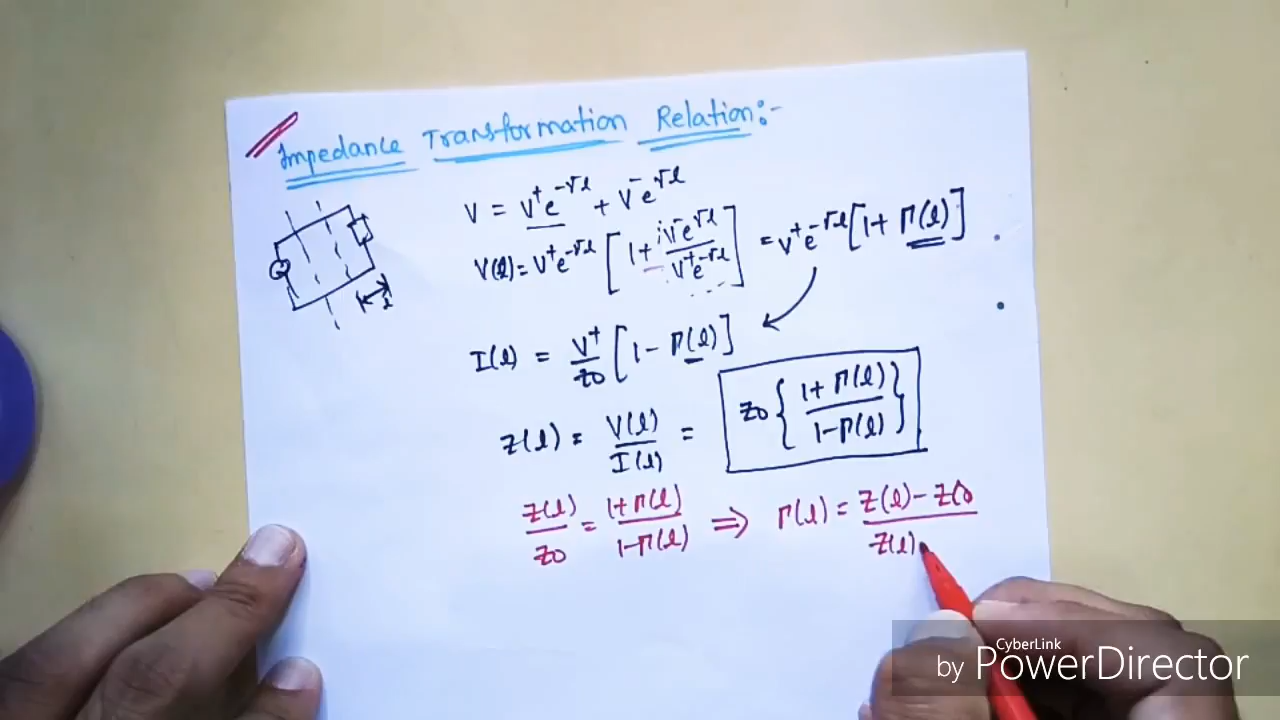 Impedance Transformation Relation:-
V = V⁺e^-γl + V⁻e^γl
V(l) = V⁺e^-γl [1 + V⁻e^γl / V⁺e^-γl] = V⁺e^-γl [1 + Γ(l)]
l
I(l) = V⁺/Z0 [1 - Γ(l)]
Z(l) = V(l)/I(l) = Z0 {1+Γ(l) / 1-Γ(l)}
Z(l)/Z0 = 1+Γ(l) / 1-Γ(l) ⇒ Γ(l) = Z(l) - Z0 / Z(l)
CyberLink
by PowerDirector